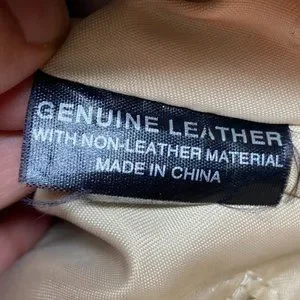 GENUINE LEATHER
WITH NON-LEATHER MATERIAL
MADE IN CHINA